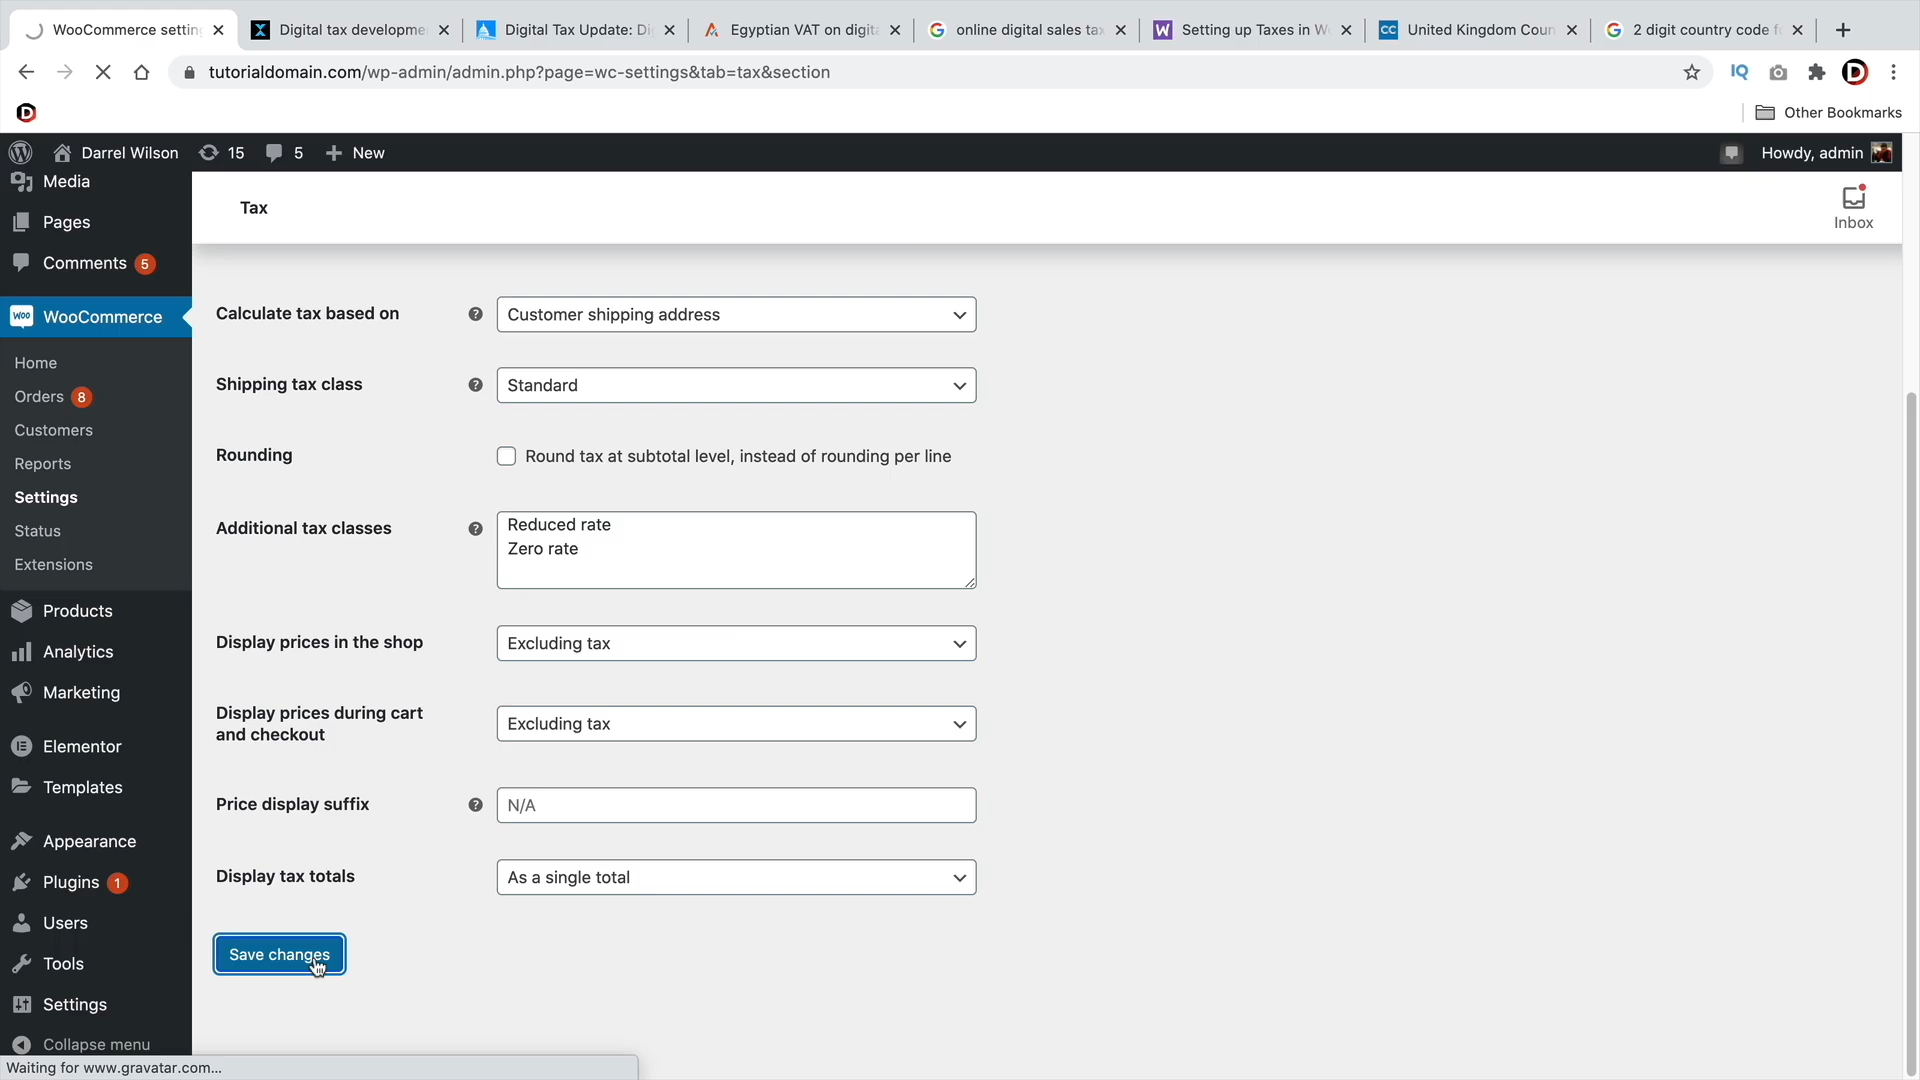 WooCommerce settin
Digital tax developme
Digital Tax Update: Di
Egyptian VAT on digita
online digital sales tax
Setting up Taxes in W
CC
United Kingdom Coun
2 digit country code f
tutorialdomain.com/wp-admin/admin.php?page=wc-settings&tab=tax&section
IQ
D
D
Other Bookmarks
Darrel Wilson
15
5
New
Howdy, admin
Media
Pages
Comments 5
WooCommerce
Home
Orders 8
Customers
Reports
Settings
Status
Extensions
Products
Analytics
Marketing
Elementor
Templates
Appearance
Plugins 1
Users
Tools
Settings
Collapse menu
Tax
Inbox
Calculate tax based on
Customer shipping address
Shipping tax class
Standard
Rounding
Round tax at subtotal level, instead of rounding per line
Additional tax classes
Reduced rate
Zero rate
Display prices in the shop
Excluding tax
Display prices during cart
and checkout
Excluding tax
Price display suffix
N/A
Display tax totals
As a single total
Save changes
Waiting for www.gravatar.com...